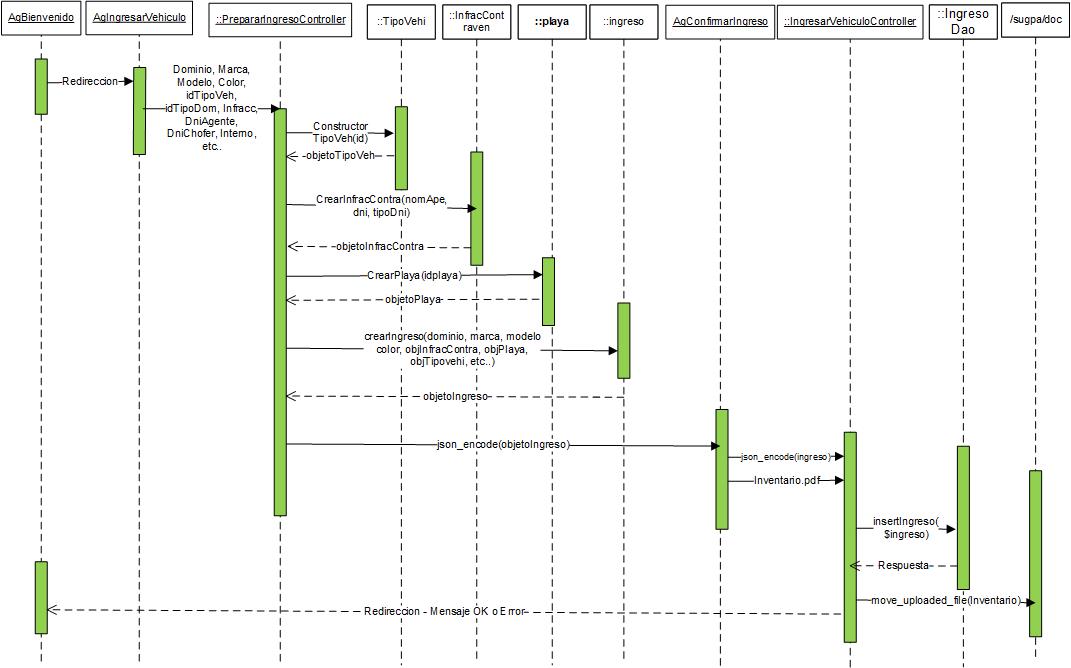 AgBienvenido
AgIngresarVehiculo
::PrepararIngresoController
::TipoVehi
::InfracCont
raven
::playa
::ingreso
AgConfirmarIngreso
::IngresarVehiculoController
::Ingreso
Dao
/sugpa/doc
Redireccion
Dominio, Marca,
Modelo, Color,
idTipoVeh,
idTipoDom, Infracc,
DniAgente,
DniChofer, Interno,
etc..
Constructor
TipoVeh(id)
-objetoTipoVeh
CrearInfracContra(nomApe,
dni, tipoDni)
objetoInfracContra
CrearPlaya(idplaya)
objetoPlaya
crearIngreso(dominio, marca, modelo
color, objInfracContra, objPlaya,
objTipovehi, etc..)
objetoIngreso
json_encode(objetoIngreso)
json_encode(ingreso)
Inventario.pdf
insertIngreso(
$ingreso)
Respuesta
move_uploaded_file(Inventario)
Redireccion - Mensaje OK o Error